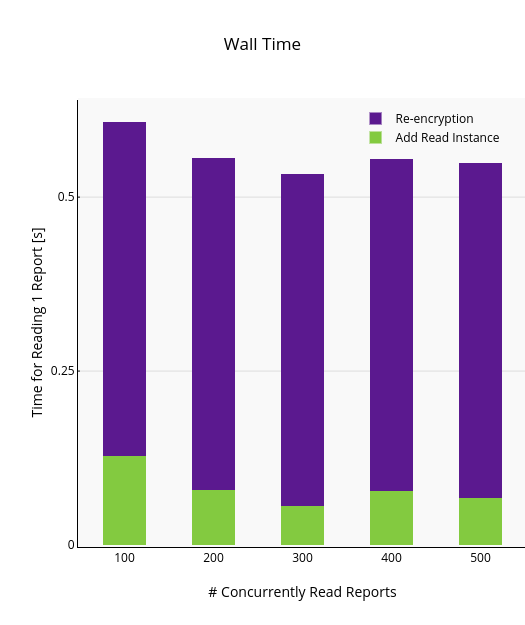 Wall Time
Re-encryption
Add Read Instance
Time for Reading 1 Report [s]
0.5
0.25
0
100 200 300 400 500
# Concurrently Read Reports